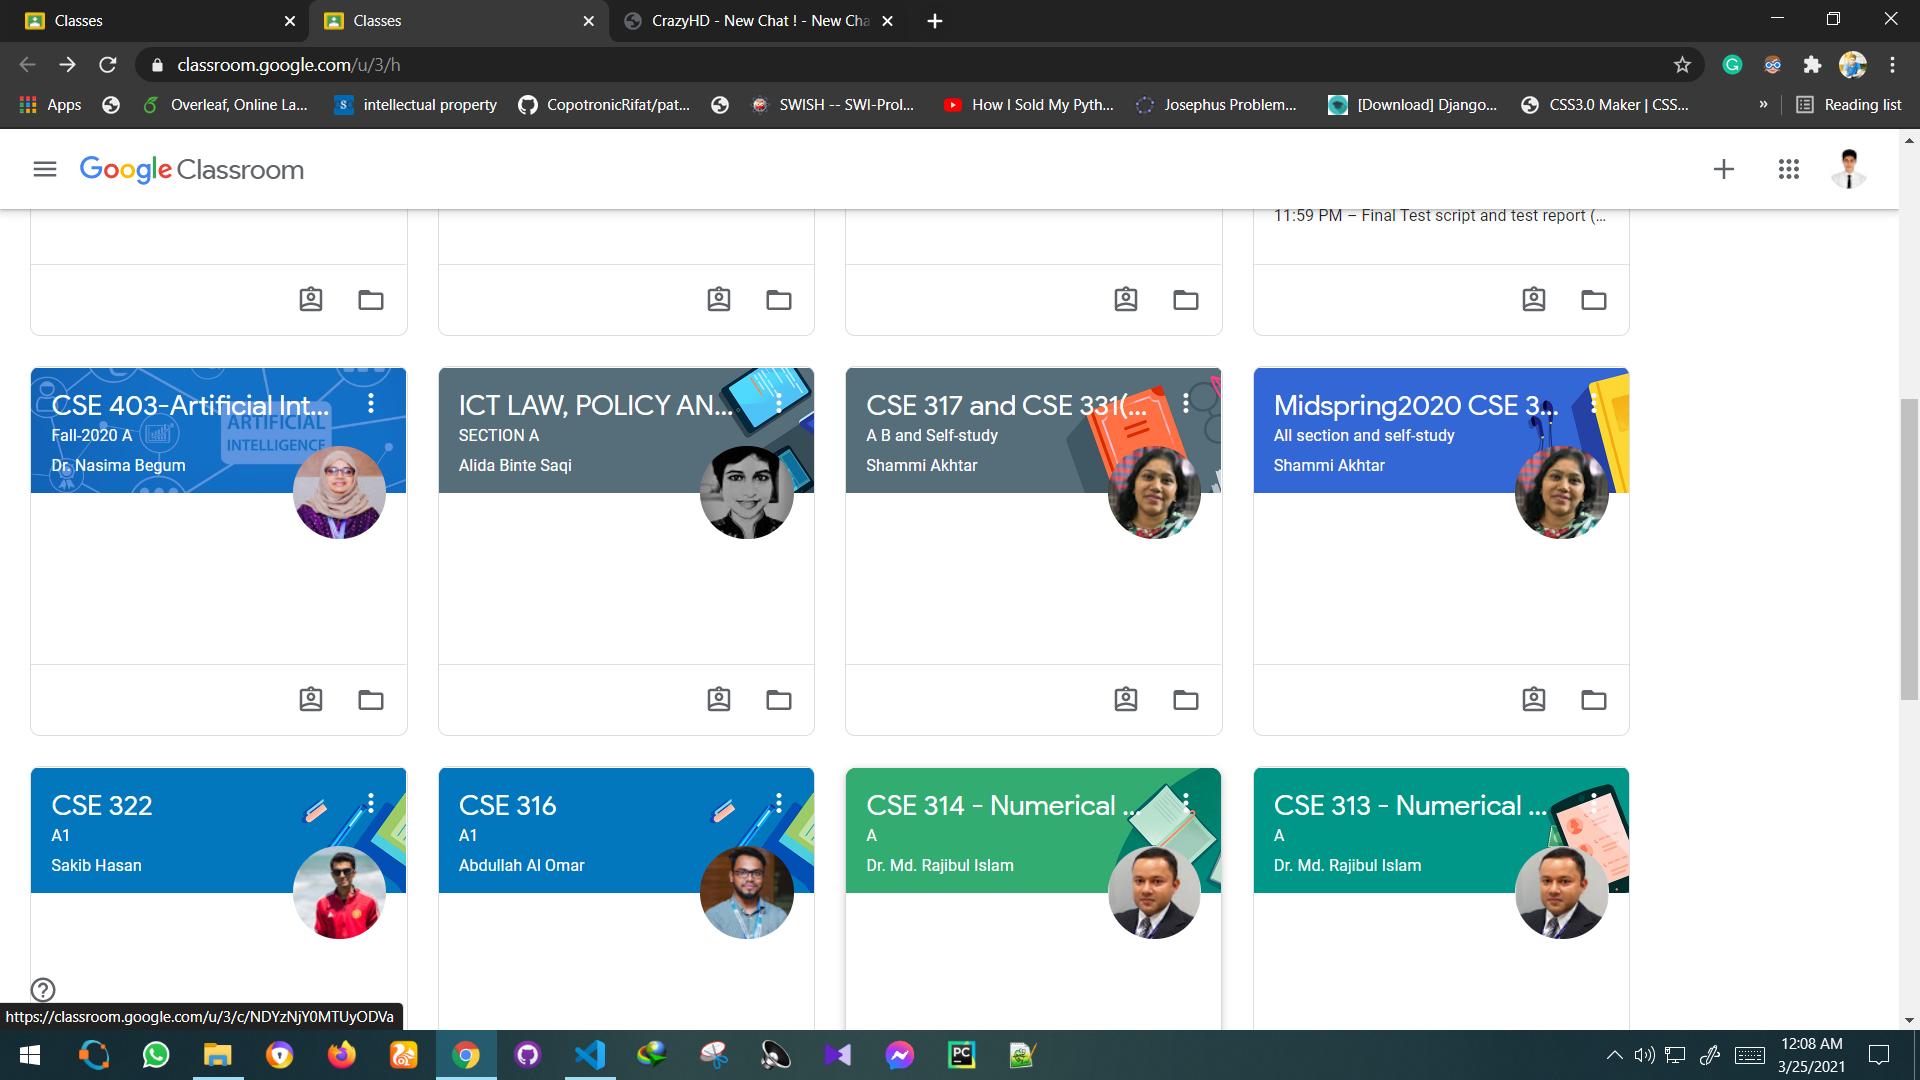 Classes
Classes
CrazyHD - New Chat ! - New Cha
classroom.google.com/u/3/h
Apps
Overleaf, Online La...
S
intellectual property
CopotronicRifat/pat...
SWISH -- SWI-Prol...
How I Sold My Pyth...
Josephus Problem...
[Download] Django...
CSS3.0 Maker | CSS...
»
Reading list
Google Classroom
11:59 PM – Final Test script and test report (...
CSE 403-Artificial Int...
Fall-2020 A
Dr. Nasima Begum
ARTIFICIAL
INTELLIGENCE
ICT LAW, POLICY AN...
SECTION A
Alida Binte Saqi
CSE 317 and CSE 331(...
A B and Self-study
Shammi Akhtar
Midspring2020 CSE 3...
All section and self-study
Shammi Akhtar
CSE 322
A1
Sakib Hasan
CSE 316
A1
Abdullah Al Omar
CSE 314 - Numerical ...
A
Dr. Md. Rajibul Islam
CSE 313 - Numerical ...
A
Dr. Md. Rajibul Islam
https://classroom.google.com/u/3/c/NDYzNjY0MTUyODVa
PC
12:08 AM
3/25/2021